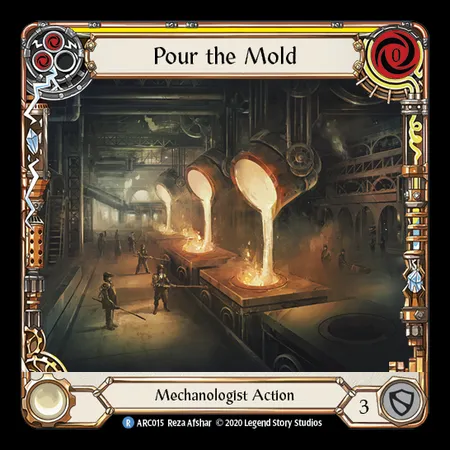 Pour the Mold
0
Mechanologist Action
3
R ARC015 Reza Afshar © 2020 Legend Story Studios